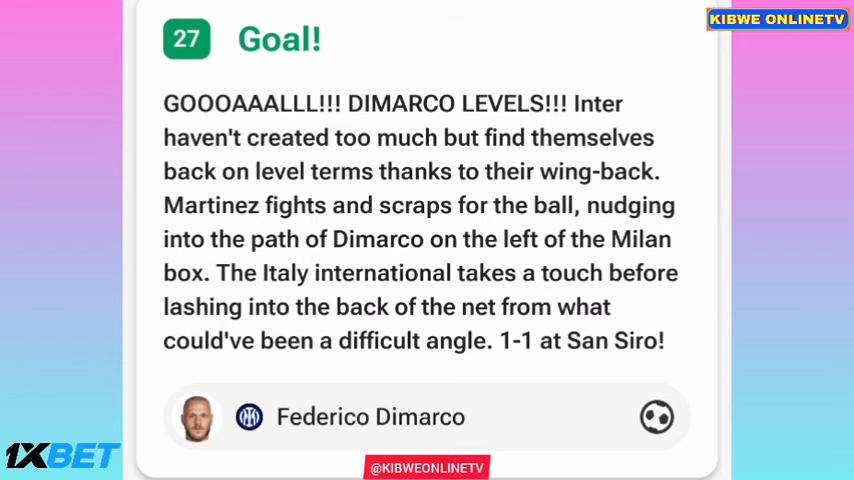 KIBWE ONLINETV
27 Goal!
GOOOAAALLL!!! DIMARCO LEVELS!!! Inter
haven't created too much but find themselves
back on level terms thanks to their wing-back.
Martinez fights and scraps for the ball, nudging
into the path of Dimarco on the left of the Milan
box. The Italy international takes a touch before
lashing into the back of the net from what
could've been a difficult angle. 1-1 at San Siro!
Federico Dimarco
1XBET
@KIBWEONLINETV